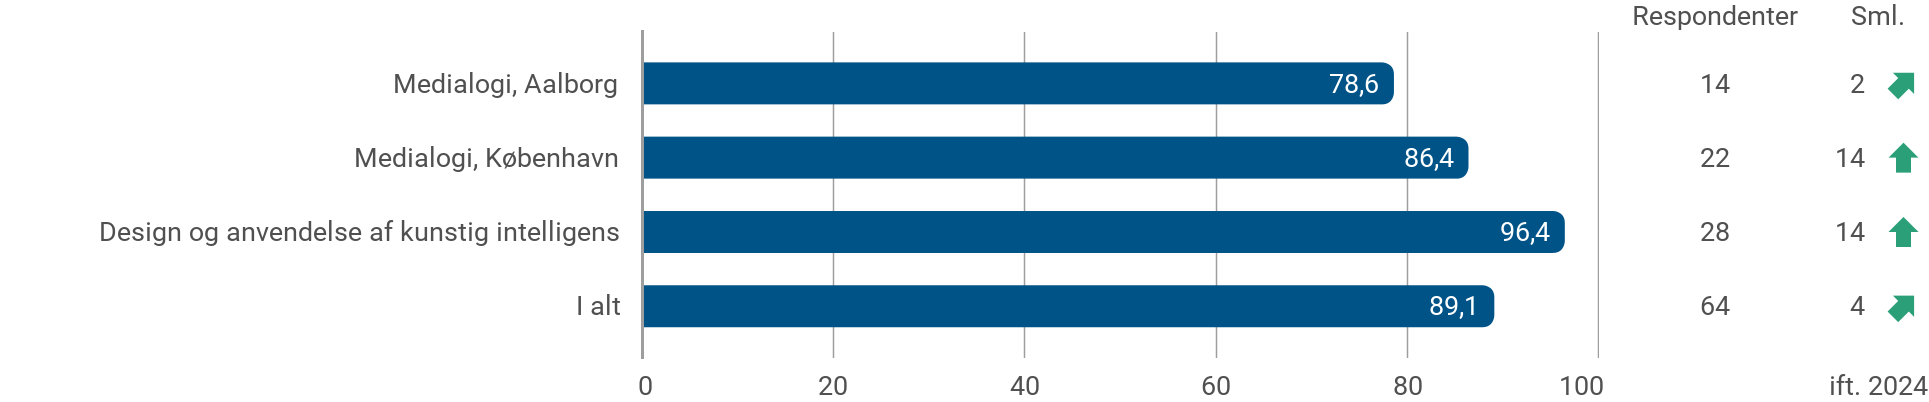 Respondenter Sml.
Medialogi, Aalborg 78,6 14 2
Medialogi, København 86,4 22 14
Design og anvendelse af kunstig intelligens 96,4 28 14
I alt 89,1 64 4
0 20 40 60 80 100 ift. 2024